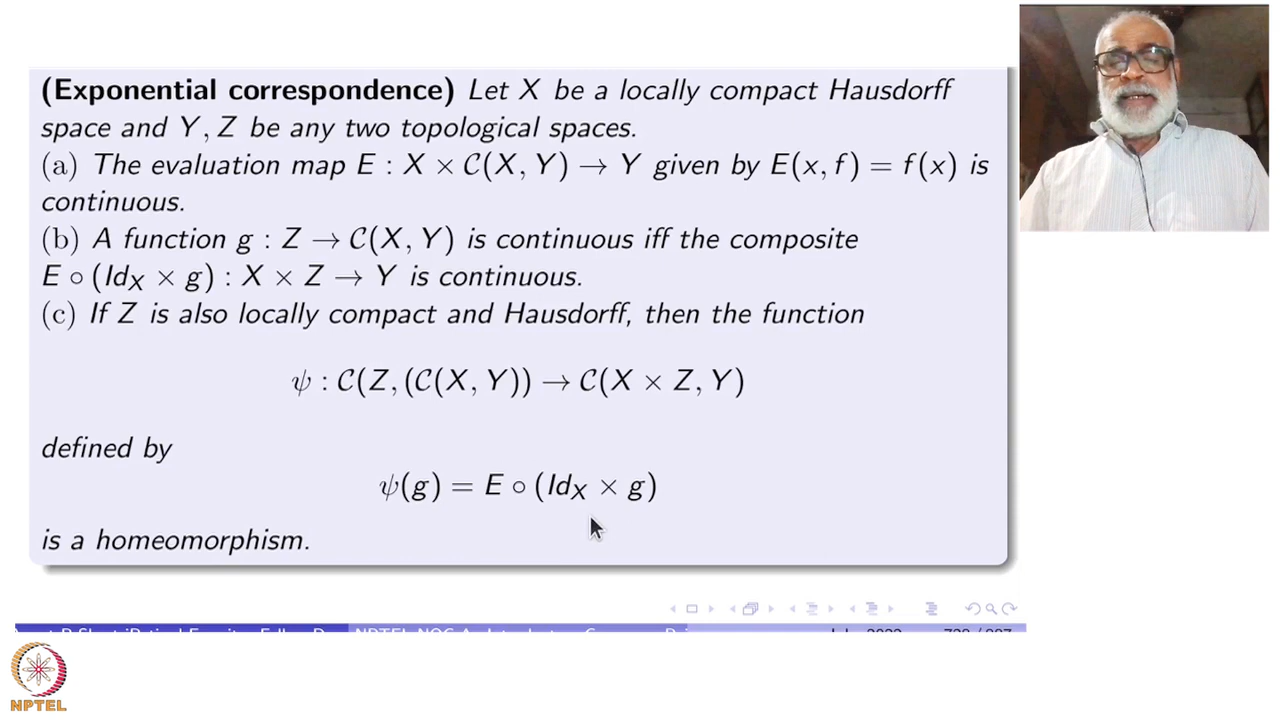 (Exponential correspondence) Let X be a locally compact Hausdorff
space and Y, Z be any two topological spaces.
(a) The evaluation map E : X × 𝒞(X, Y) → Y given by E(x, f) = f(x) is
continuous.
(b) A function g : Z → 𝒞(X, Y) is continuous iff the composite
E ∘ (Id_X × g) : X × Z → Y is continuous.
(c) If Z is also locally compact and Hausdorff, then the function
ψ : 𝒞(Z, (𝒞(X, Y)) → 𝒞(X × Z, Y)
defined by
ψ(g) = E ∘ (Id_X × g)
is a homeomorphism.
NPTEL